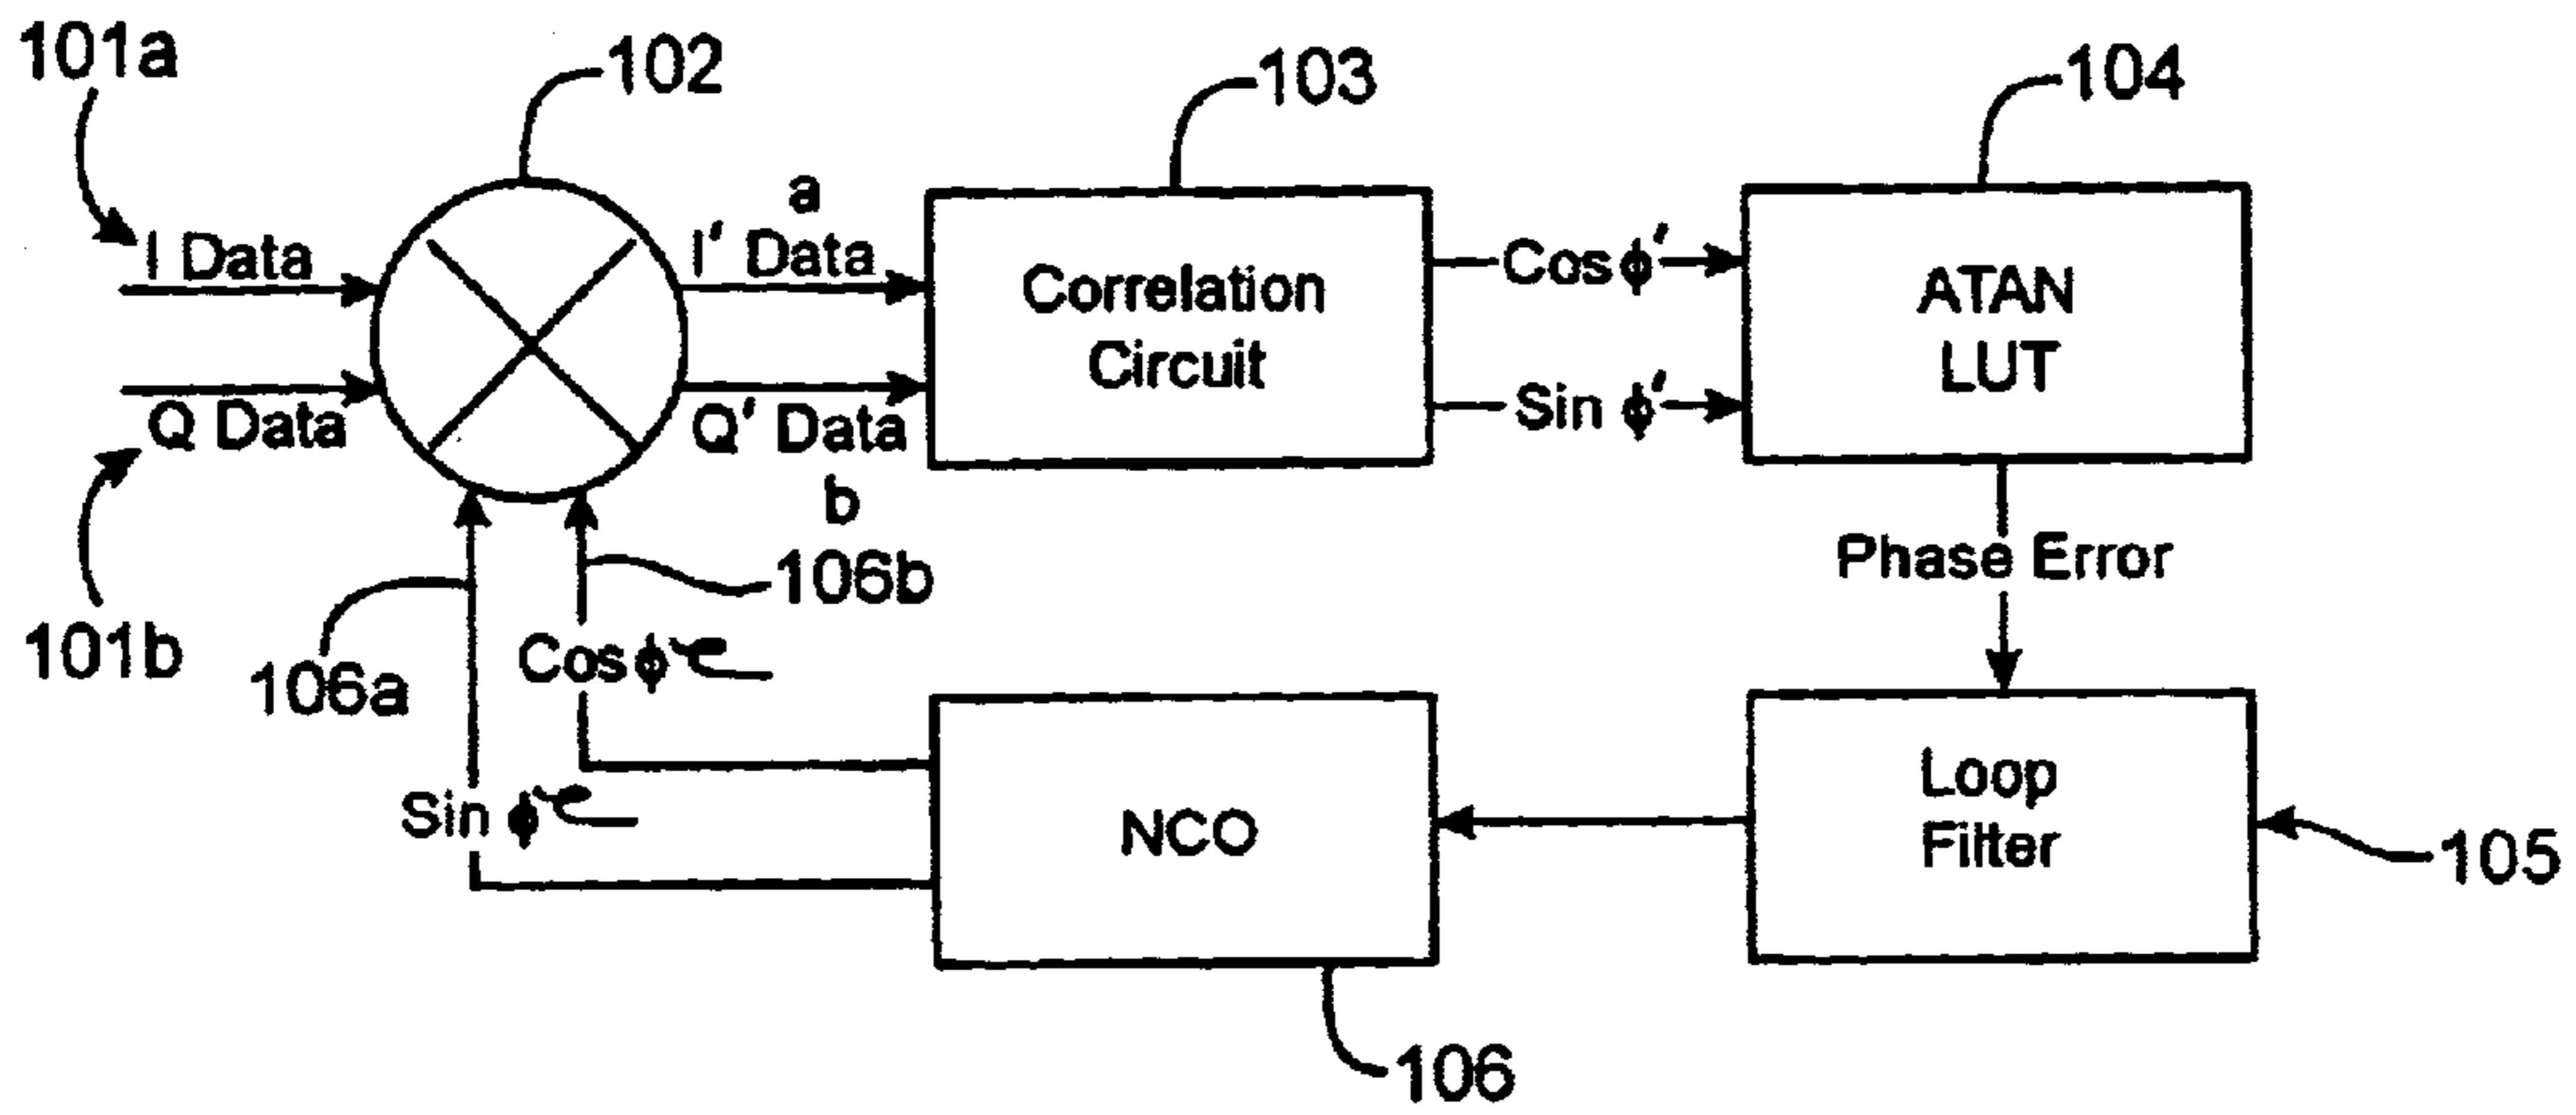 101a
102
103
104
a
I Data
I' Data
Correlation
Circuit
Cos ϕ'
ATAN
LUT
Q Data
Q' Data
Sin ϕ'
b
Phase Error
106b
101b
106a
Cos ϕ
Sin ϕ
NCO
Loop
Filter
105
106